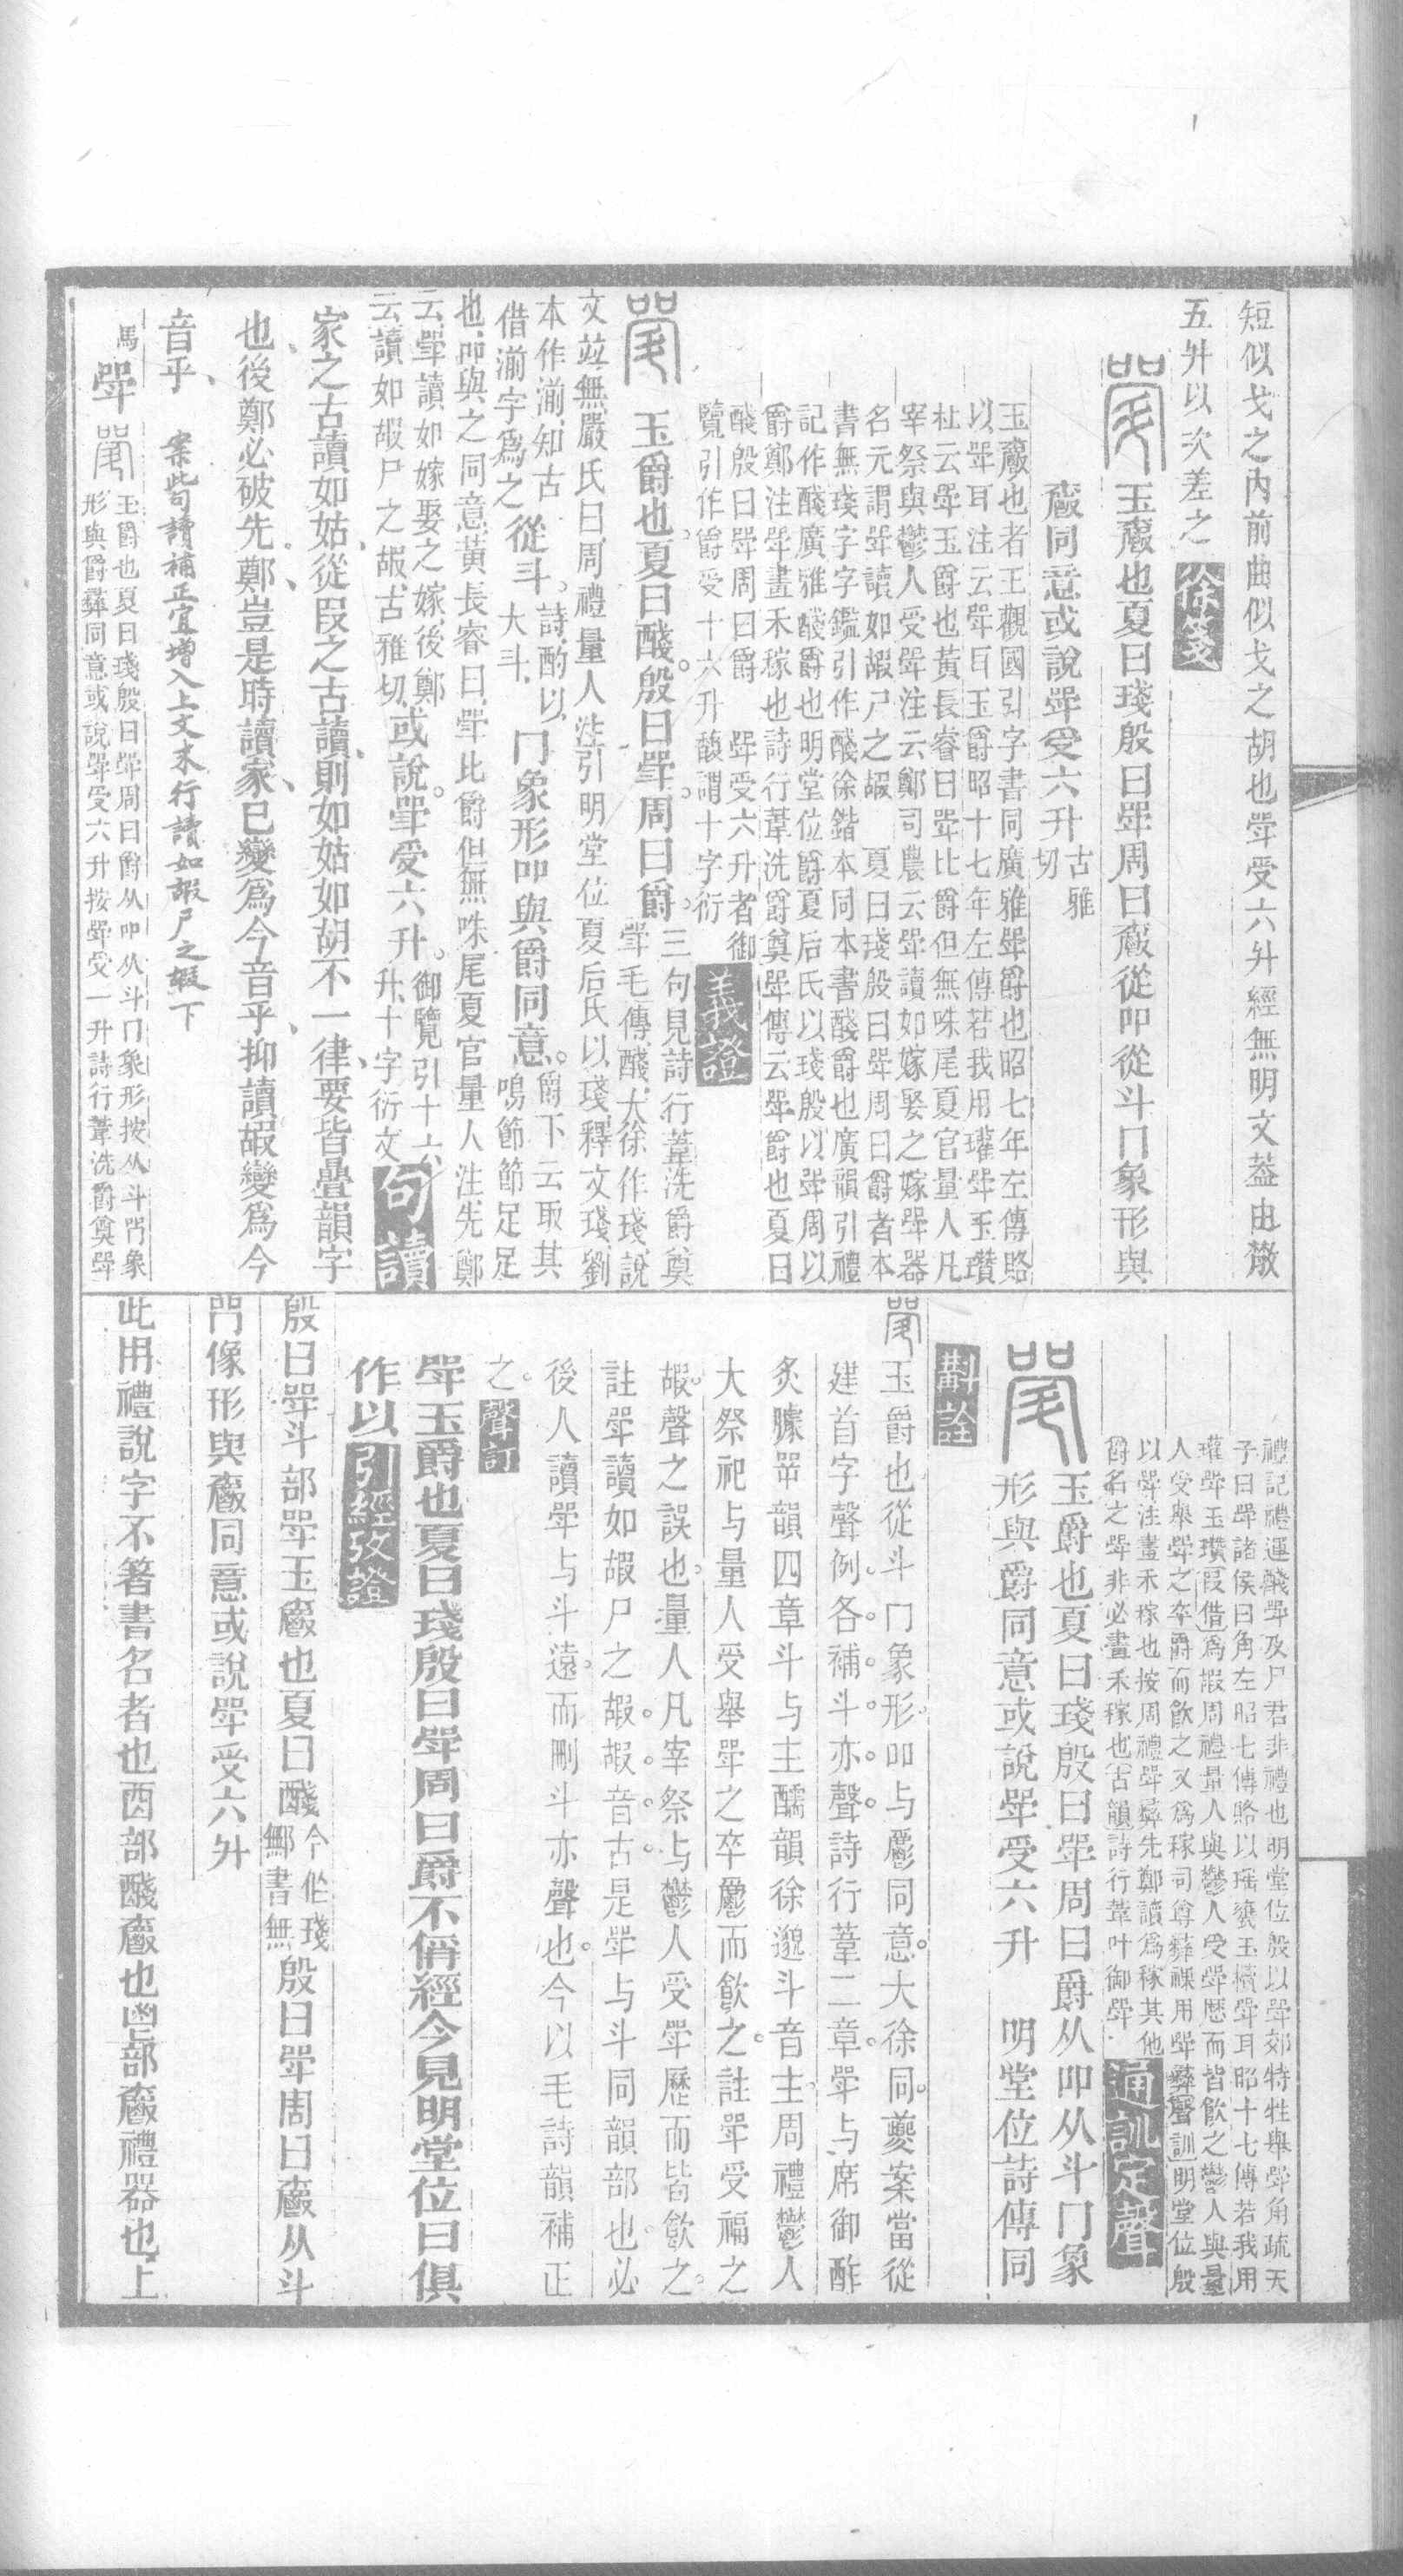 短似戈之內前曲似戈之胡也斝受六升經無明文葢由散
五升以次差之徐箋
玉𣡡也夏曰琖殷曰斝周曰𣡡從吅從斗冂象形與
𣡡同意或說斝受六升古雅切
玉𣡡也者王觀國引字書同廣雅斝爵也昭七年左傳賂
以斝耳注云斝耳玉爵昭十七年左傳若我用瓘斝玉瓚
杜云斝玉爵也黃長睿曰斝比爵但無咮尾夏官量人凡
宰祭與鬱人受斝注云鄭司農云斝讀如嫁娶之嫁斝器
名元謂斝讀如嘏尸之嘏 夏曰琖殷曰斝周曰爵者本
書無琖字字鑑引作醆徐鍇本同本書醆爵也廣韻引禮
記作醆廣雅醆爵也明堂位爵夏后氏以琖殷以斝周以
爵鄭注斝畫禾稼也詩行葦洗爵奠斝傳云斝爵也夏曰
醆殷曰斝周曰爵 斝受六升者御
覽引作爵受十六升馥謂十字衍義證
玉爵也夏曰醆殷曰斝周曰爵三句見詩行葦洗爵奠
斝毛傳醆大徐作琖說
文竝無嚴氏曰周禮量人注引明堂位夏后氏以琖釋文琖劉
本作湔知古
借湔字爲之從斗詩酌以
大斗冂象形吅與爵同意爵下云取其
鳴節節足足
也吅與之同意黃長睿曰斝比爵但無咮尾夏官量人注先鄭
云斝讀如嫁娶之嫁後鄭
云讀如嘏尸之嘏古雅切或說斝受六升御覽引十六
升十字衍文句讀
家之古讀如姑從叚之古讀則如姑如胡不一律要皆疊韻字
也後鄭必破先鄭豈是時讀家已變爲今音乎抑讀嘏變爲今
音乎 案此句讀補正宜增入上文末行讀如嘏尸之嘏下
馬 斝 玉爵也夏曰琖殷曰斝周曰爵从吅从斗冂象形按从斗𠕒象
形與爵彝同意或說斝受六升按斝受一升詩行葦洗爵奠斝
禮記禮運醆斝及尸君非禮也明堂位殷以斝郊特牲舉斝角疏天
子曰斝諸侯曰角左昭七傳賂以瑤甕玉櫝斝耳昭十七傳若我用
瓘斝玉瓚叚借爲嘏周禮量人與鬱人受斝歷而皆飲之鬱人與量
人受舉斝之卒爵而飲之又爲稼司尊彝祼用斝彝聲訓明堂位殷
以斝注畫禾稼也按周禮斝彝先鄭讀爲稼其他
爵名之斝非必畫禾稼也古韻詩行葦叶御斝通訓定聲
玉爵也夏曰琖殷曰斝周曰爵从吅从斗冂象
形與爵同意或說斝受六升 明堂位詩傳同
斠詮
玉爵也從斗冂象形吅与𩰪同意大徐同夔案當從
建首字聲例各補斗亦聲詩行葦二章斝与席御酢
炙臄咢韻四章斗与主醹韻徐邈斗音主周禮鬱人
大祭祀与量人受舉斝之卒爵而飲之註斝受福之
嘏聲之誤也量人凡宰祭与鬱人受斝歷而皆飲之
註斝讀如嘏尸之嘏嘏音古是斝与斗同韻部也必
後人讀斝与斗遠而刪斗亦聲也今以毛詩韻補正
之聲訂
斝玉爵也夏曰琖殷曰斝周曰爵不偁經今見明堂位曰俱
作以引經攷證
殷曰斝斗部斝玉𣡡也夏曰醆今作琖
鄦書無殷曰斝周曰𣡡从斗
門像形與𣡡同意或說斝受六升
此用禮說字不箸書名者也酉部醆𣡡也鬯部𣡡禮器也上